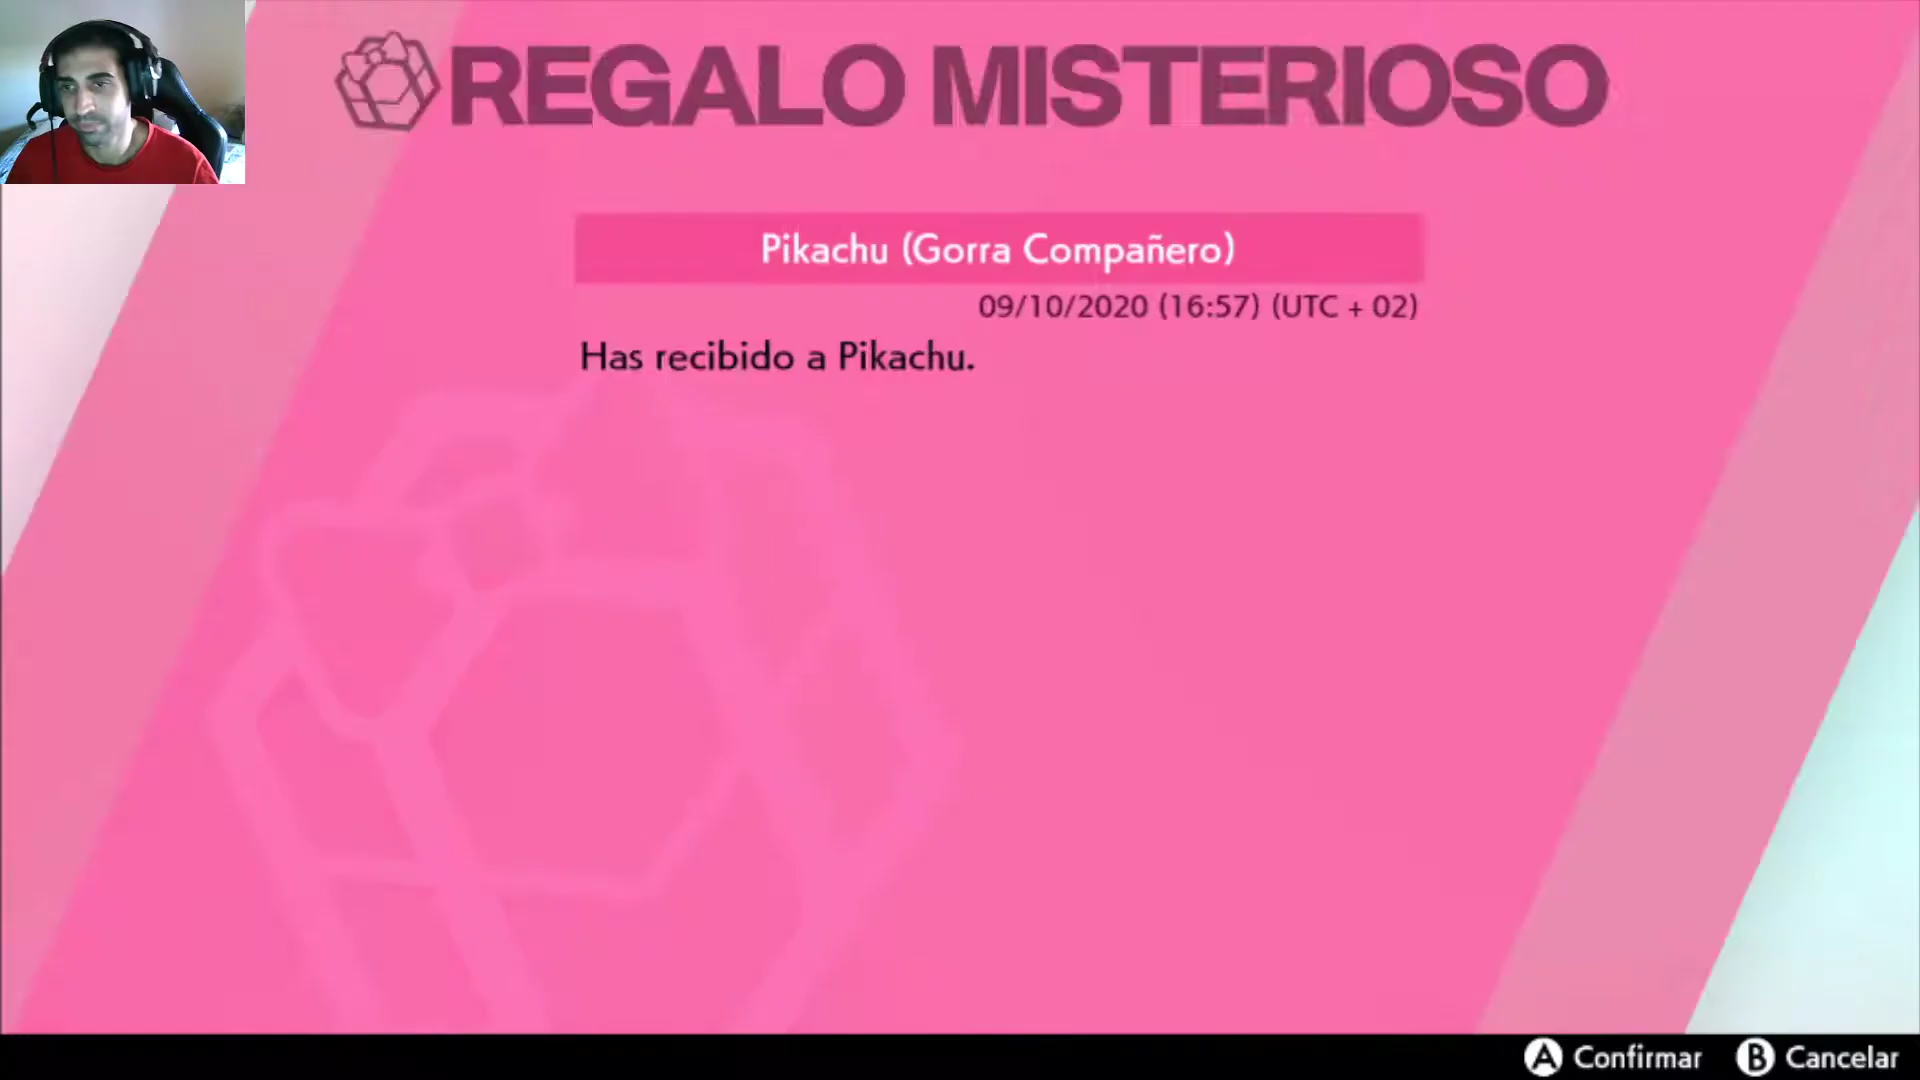 REGALO MISTERIOSO
Pikachu (Gorra Compañero)
09/10/2020 (16:57) (UTC + 02)
Has recibido a Pikachu.
A Confirmar B Cancelar